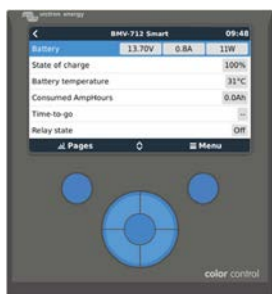 victron energy
BMV-712 Smart 09:48
Battery 13.70V 0.8A 11W
State of charge 100%
Battery temperature 31°C
Consumed AmpHours 0.0Ah
Time-to-go --
Relay state Off
Pages Menu
color control